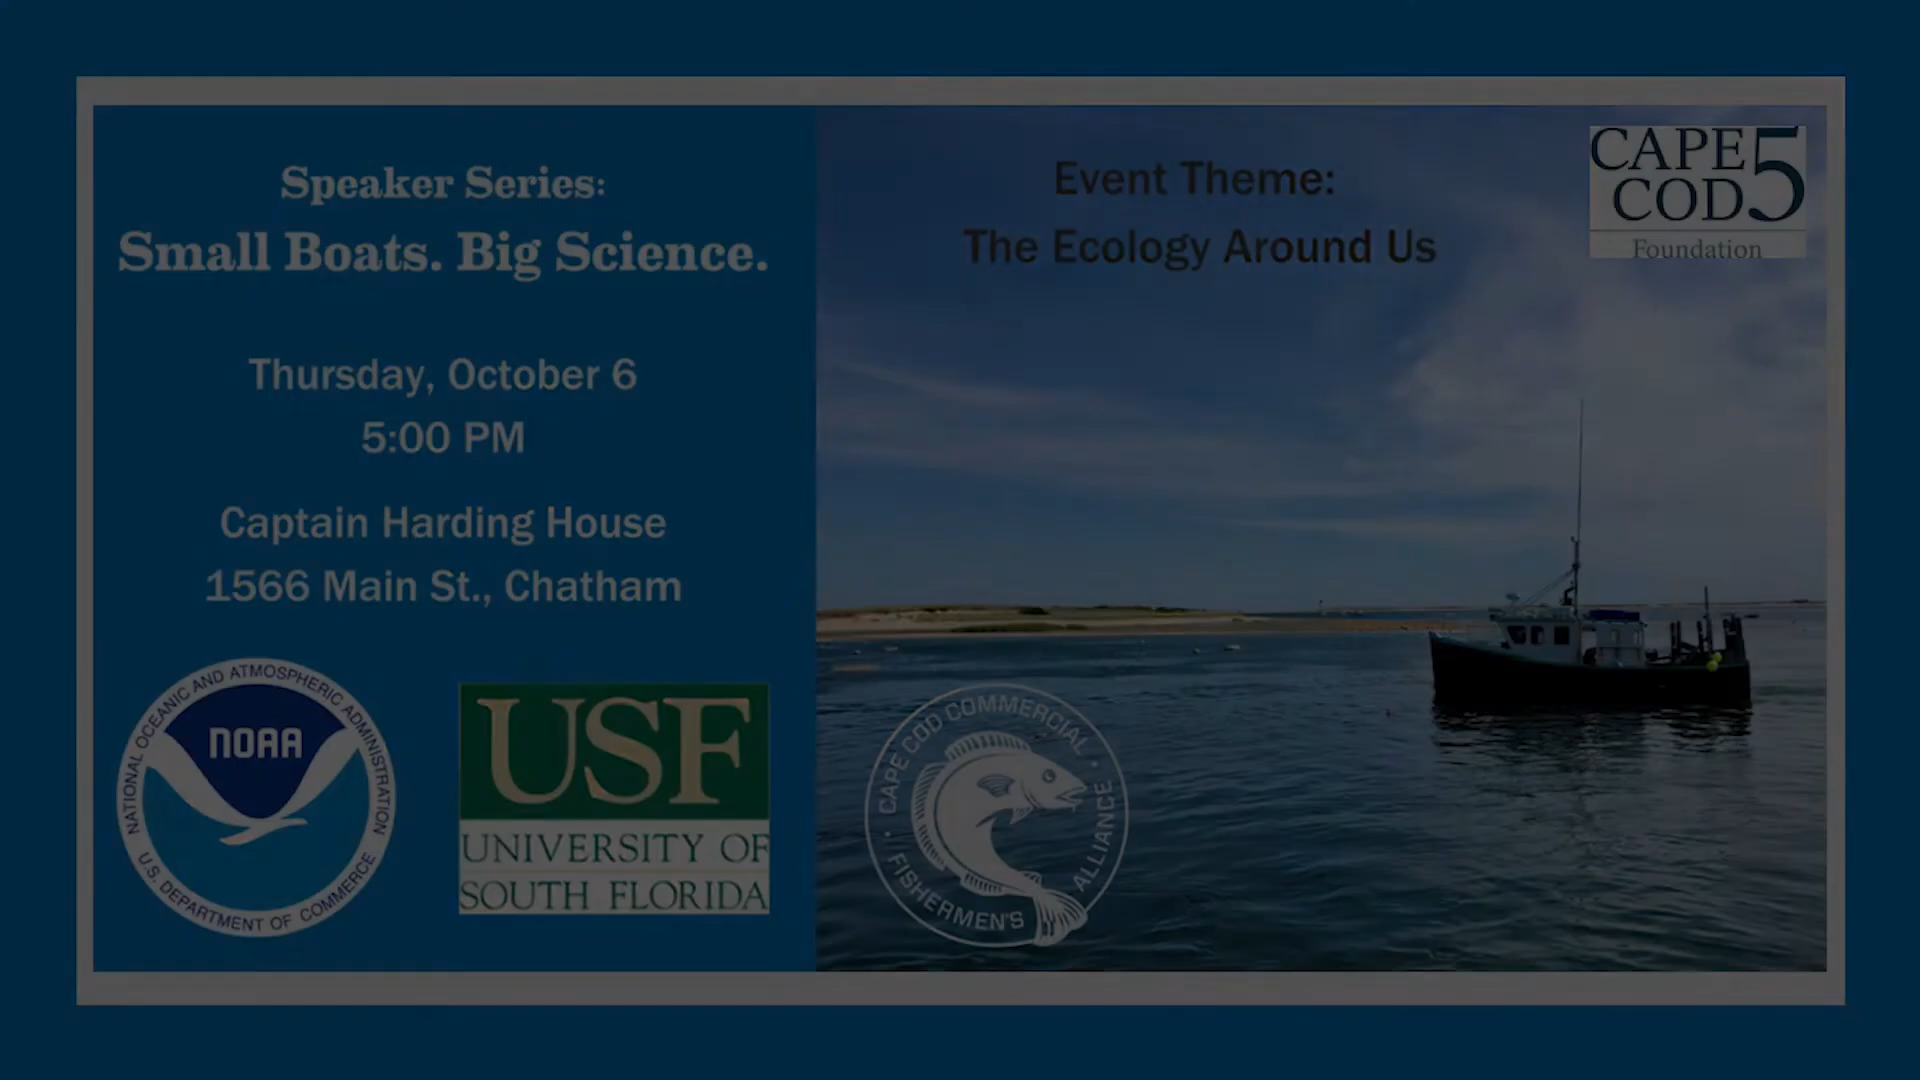 Speaker Series:
Small Boats. Big Science.
Thursday, October 6
5:00 PM
Captain Harding House
1566 Main St., Chatham
NATIONAL OCEANIC AND ATMOSPHERIC ADMINISTRATION
NOAA
U.S. DEPARTMENT OF COMMERCE
USF
UNIVERSITY OF
SOUTH FLORIDA
Event Theme:
The Ecology Around Us
CAPE
COD 5
Foundation
CAPE COD COMMERCIAL
FISHERMEN'S ALLIANCE